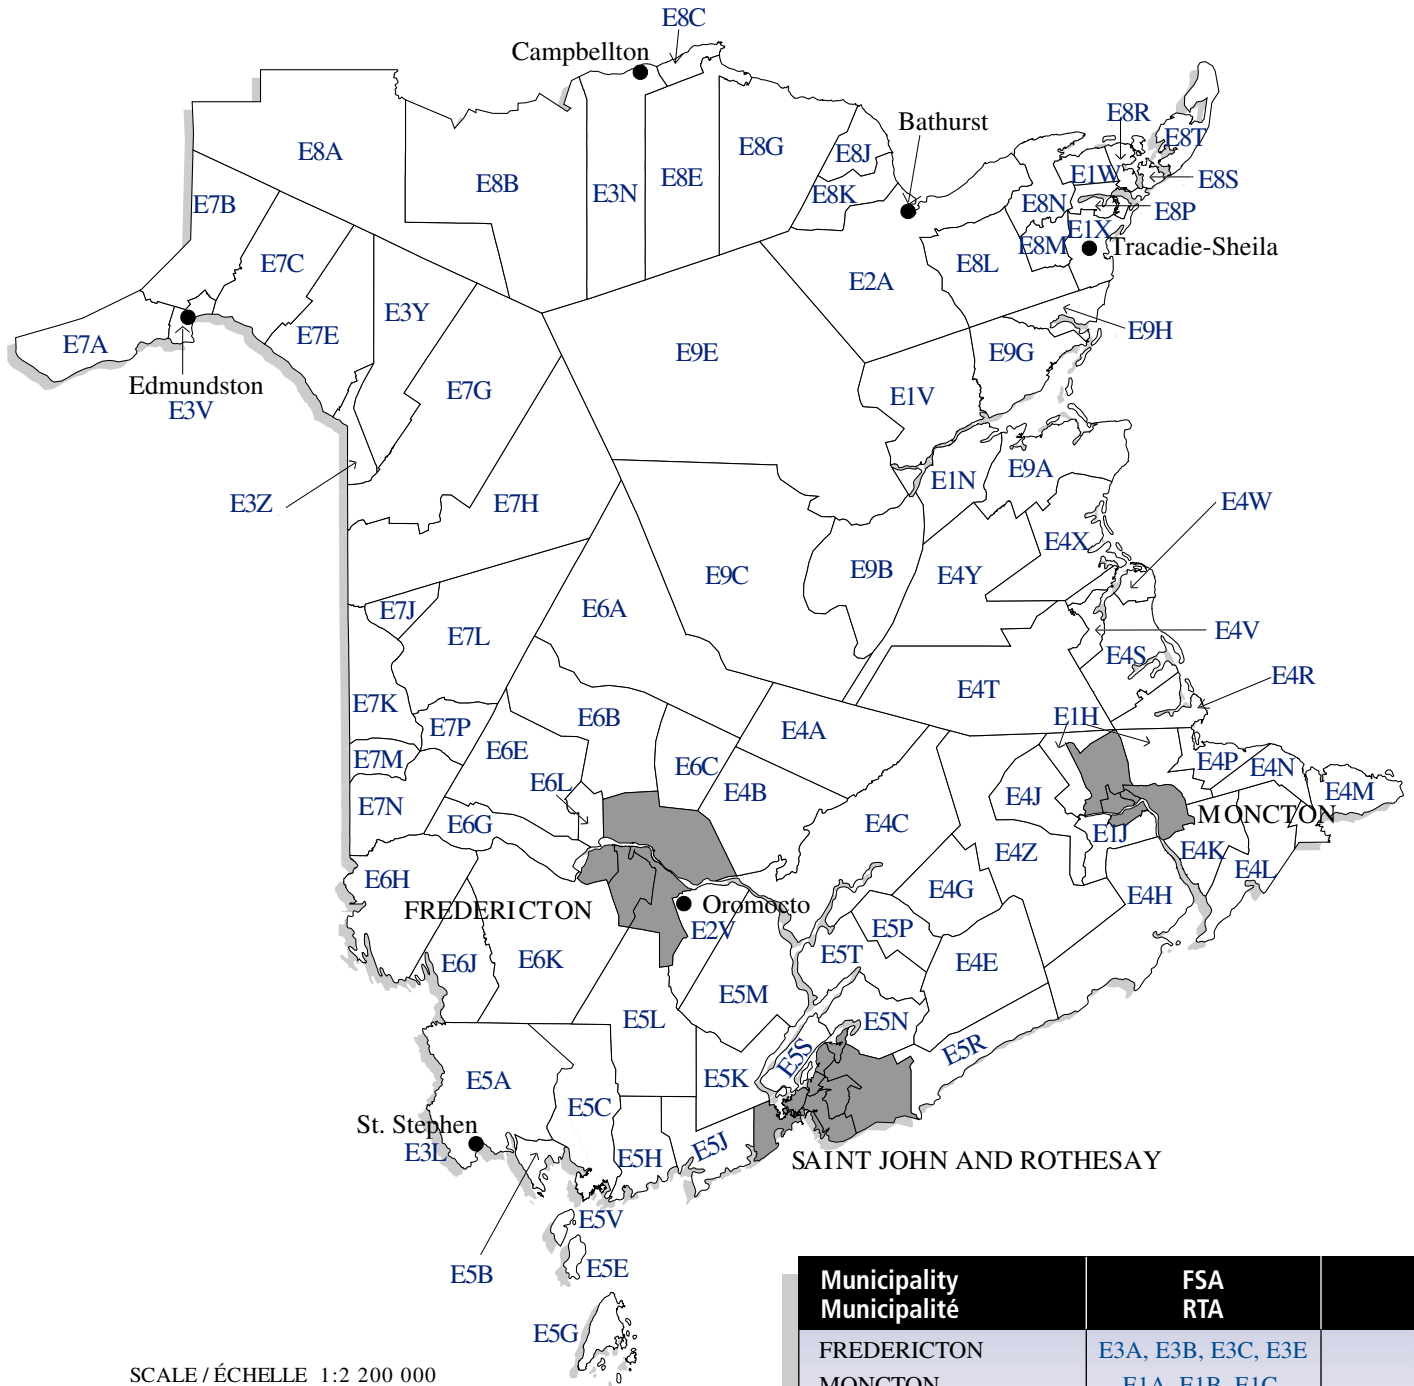 E8C
Campbellton
E8R
Bathurst
E8T
E8A
E8G
E8J
E8B
E3N
E8E
E1W
E8S
E8K
E7B
E8N
E8P
E1X
E8M
Tracadie-Sheila
E7C
E8L
E2A
E3Y
E7E
E9H
E7A
E9E
E9G
Edmundston
E3V
E7G
E1V
E9A
E1N
E3Z
E7H
E4W
E4X
E9C
E9B
E4Y
E7J
E6A
E7L
E4V
E4S
E4R
E4T
E7K
E6B
E1H
E7P
E4A
E7M
E6E
E6C
E6L
E4P
E4N
E4B
E4J
E4M
E7N
MONCTON
E6G
E4C
E1J
E4Z
E4K
E6H
E4G
E4L
E4H
FREDERICTON
Oromocto
E2V
E5P
E5T
E6J
E6K
E4E
E5M
E5L
E5N
E5R
E5S
E5A
E5K
E5C
St. Stephen
E3L
E5H
E5J
SAINT JOHN AND ROTHESAY
E5V
E5E
E5B
E5G
SCALE / ÉCHELLE 1:2 200 000
Municipality FSA
Municipalité RTA
FREDERICTON E3A, E3B, E3C, E3E
MONCTON E1A, E1B, E1C,